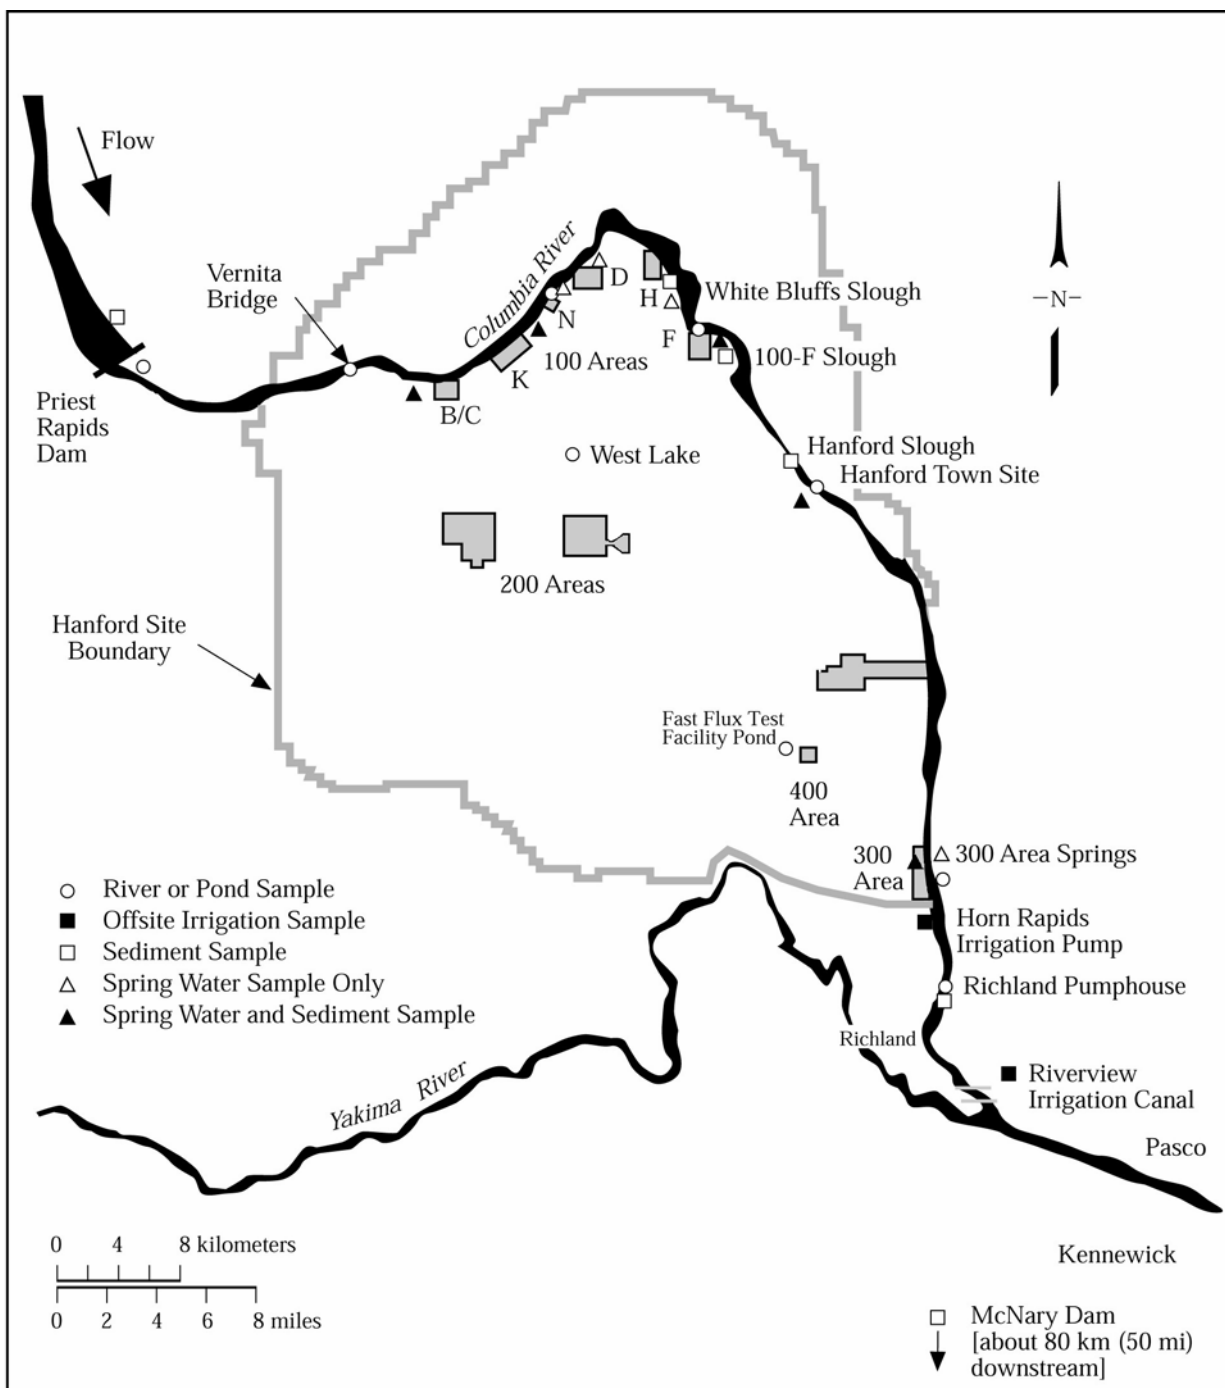 Flow
Vernita
Bridge
Columbia River
D
H
White Bluffs Slough
–N–
N
F
100 Areas
100-F Slough
K
Priest
Rapids
Dam
B/C
West Lake
Hanford Slough
Hanford Town Site
200 Areas
Hanford Site
Boundary
Fast Flux Test
Facility Pond
400
Area
300
Area
300 Area Springs
River or Pond Sample
Offsite Irrigation Sample
Sediment Sample
Spring Water Sample Only
Spring Water and Sediment Sample
Horn Rapids
Irrigation Pump
Richland Pumphouse
Richland
Yakima River
Riverview
Irrigation Canal
Pasco
0 4 8 kilometers
0 2 4 6 8 miles
Kennewick
McNary Dam
[about 80 km (50 mi)
downstream]